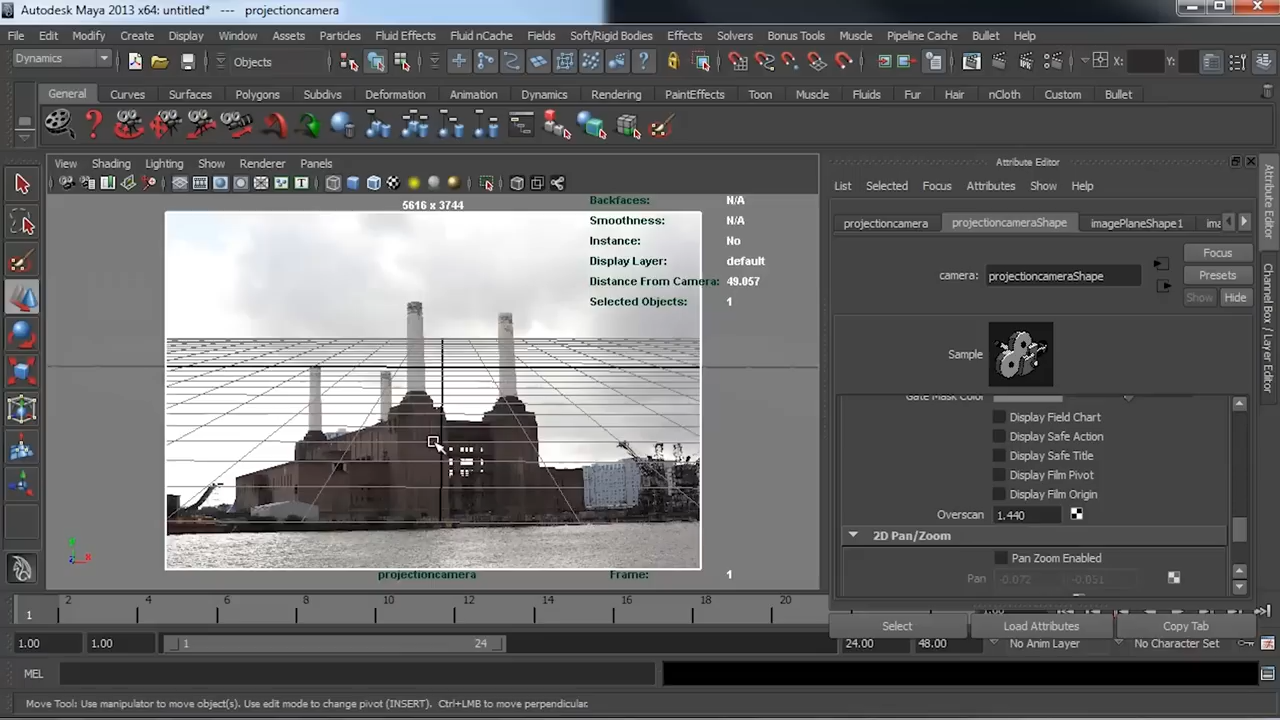 Autodesk Maya 2013 x64: untitled* --- projectioncamera
File Edit Modify Create Display Window Assets Particles Fluid Effects Fluid nCache Fields Soft/Rigid Bodies Effects Solvers Bonus Tools Muscle Pipeline Cache Bullet Help
Dynamics Objects X: Y:
General Curves Surfaces Polygons Subdivs Deformation Animation Dynamics Rendering PaintEffects Toon Muscle Fluids Fur Hair nCloth Custom Bullet
View Shading Lighting Show Renderer Panels
5616 x 3744
Backfaces: N/A
Smoothness: N/A
Instance: No
Display Layer: default
Distance From Camera: 49.057
Selected Objects: 1
projectioncamera Frame: 1
Attribute Editor
List Selected Focus Attributes Show Help
projectioncamera projectioncameraShape imagePlaneShape1
camera: projectioncameraShape
Focus
Presets
Show Hide
Sample
Gate Mask Color
Display Field Chart
Display Safe Action
Display Safe Title
Display Film Pivot
Display Film Origin
Overscan 1.440
2D Pan/Zoom
Pan Zoom Enabled
Pan -0.072 -0.051
Select Load Attributes Copy Tab
Attribute Editor
Channel Box / Layer Editor
1 2 4 6 8 10 12 14 16 18 20
1.00 1.00 1 24 24.00 48.00 No Anim Layer No Character Set
MEL
Move Tool: Use manipulator to move object(s). Use edit mode to change pivot (INSERT). Ctrl+LMB to move perpendicular.